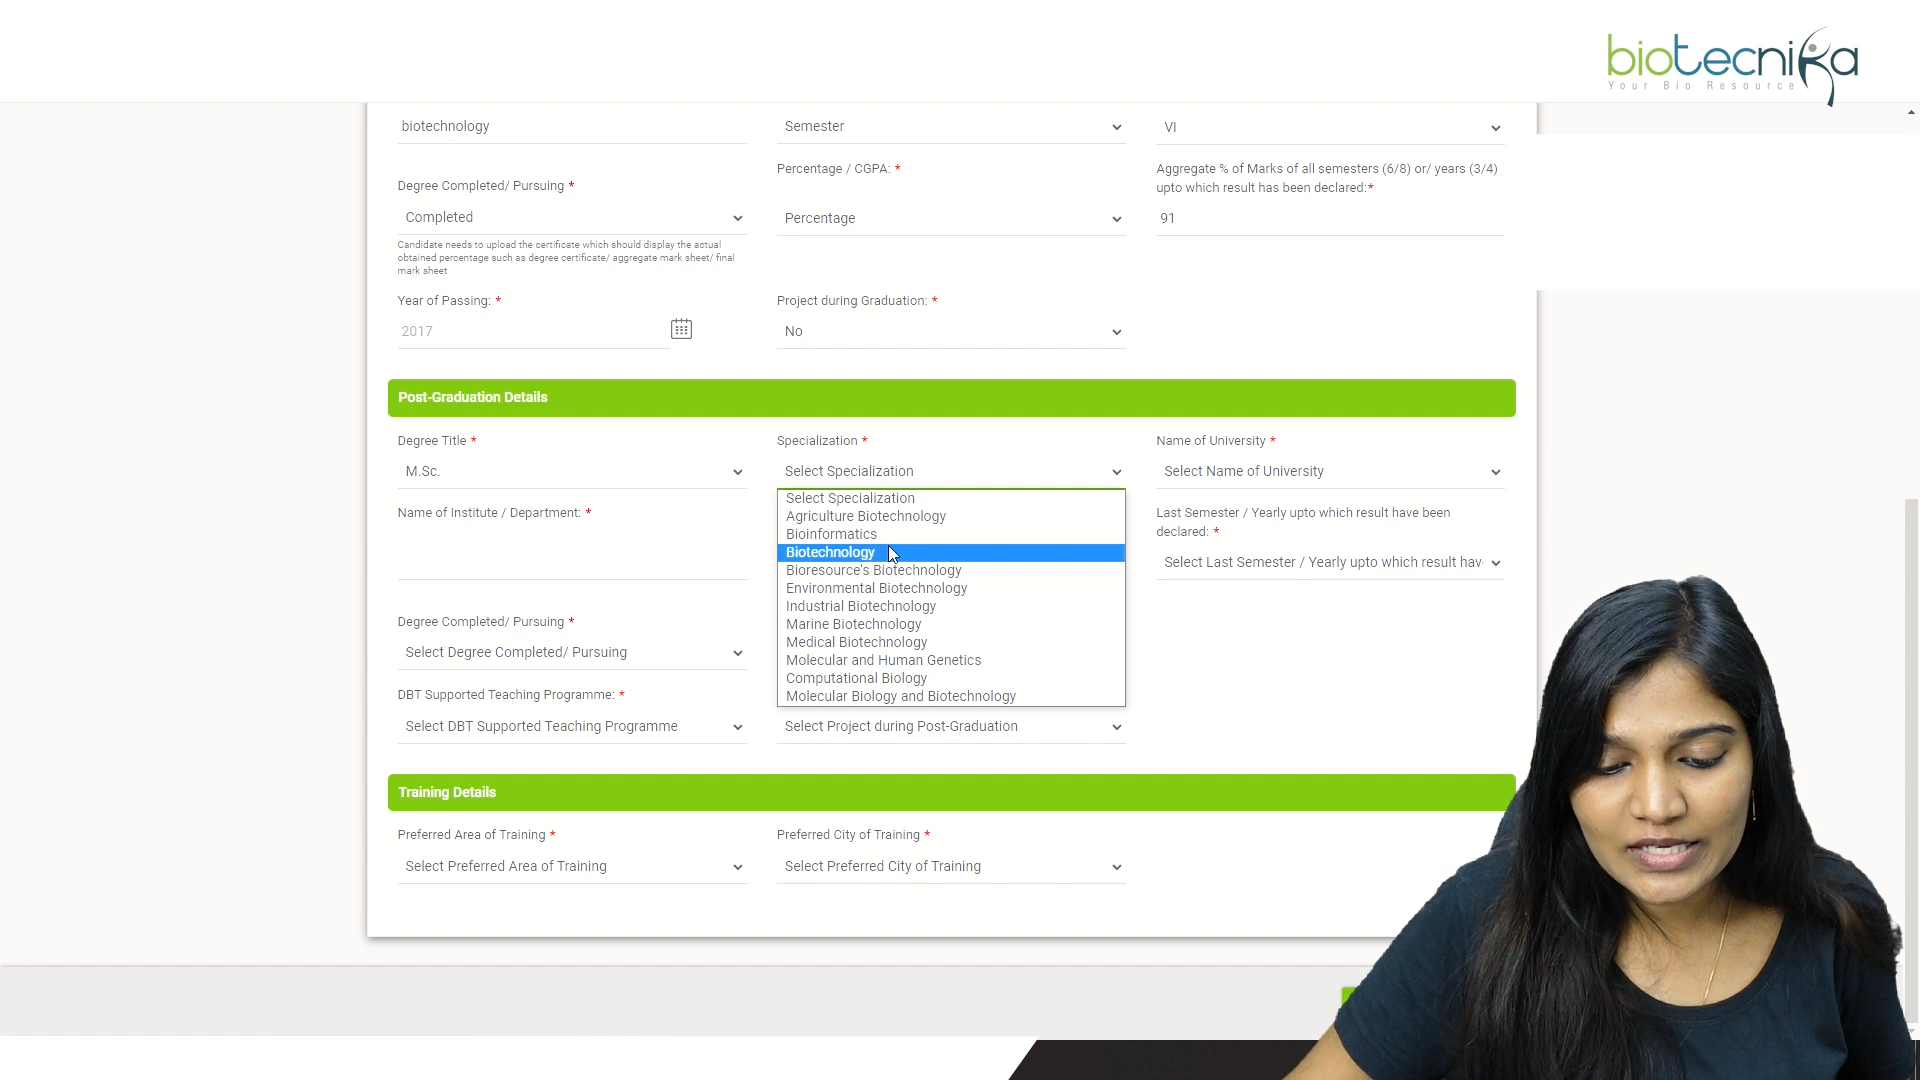 biotecnika
Your Bio Resource
biotechnology
Semester
VI
Degree Completed/ Pursuing *
Percentage / CGPA: *
Aggregate % of Marks of all semesters (6/8) or/ years (3/4)
upto which result has been declared:*
Completed
Percentage
91
Candidate needs to upload the certificate which should display the actual
obtained percentage such as degree certificate/ aggregate mark sheet/ final
mark sheet
Year of Passing: *
Project during Graduation: *
2017
No
Post-Graduation Details
Degree Title *
Specialization *
Name of University *
M.Sc.
Select Specialization
Select Name of University
Select Specialization
Agriculture Biotechnology
Bioinformatics
Biotechnology
Bioresource's Biotechnology
Environmental Biotechnology
Industrial Biotechnology
Marine Biotechnology
Medical Biotechnology
Molecular and Human Genetics
Computational Biology
Molecular Biology and Biotechnology
Name of Institute / Department: *
Last Semester / Yearly upto which result have been
declared: *
Select Last Semester / Yearly upto which result hav
Degree Completed/ Pursuing *
Select Degree Completed/ Pursuing
DBT Supported Teaching Programme: *
Select DBT Supported Teaching Programme
Select Project during Post-Graduation
Training Details
Preferred Area of Training *
Preferred City of Training *
Select Preferred Area of Training
Select Preferred City of Training